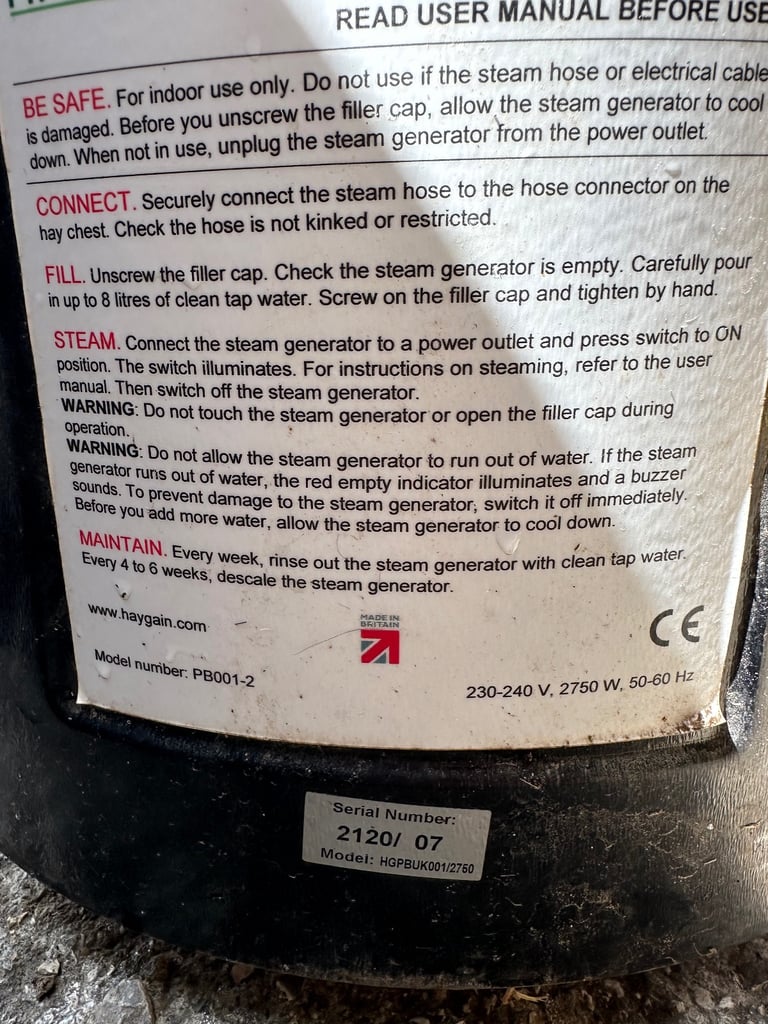 READ USER MANUAL BEFORE USE
BE SAFE. For indoor use only. Do not use if the steam hose or electrical cable
is damaged. Before you unscrew the filler cap, allow the steam generator to cool
down. When not in use, unplug the steam generator from the power outlet.
CONNECT. Securely connect the steam hose to the hose connector on the
hay chest. Check the hose is not kinked or restricted.
FILL. Unscrew the filler cap. Check the steam generator is empty. Carefully pour
in up to 8 litres of clean tap water. Screw on the filler cap and tighten by hand.
STEAM. Connect the steam generator to a power outlet and press switch to ON
position. The switch illuminates. For instructions on steaming, refer to the user
manual. Then switch off the steam generator.
WARNING: Do not touch the steam generator or open the filler cap during
operation.
WARNING: Do not allow the steam generator to run out of water. If the steam
generator runs out of water, the red empty indicator illuminates and a buzzer
sounds. To prevent damage to the steam generator, switch it off immediately.
Before you add more water, allow the steam generator to cool down.
MAINTAIN. Every week, rinse out the steam generator with clean tap water.
Every 4 to 6 weeks, descale the steam generator.
www.haygain.com
MADE IN
BRITAIN
CE
Model number: PB001-2
230-240 V, 2750 W, 50-60 Hz
Serial Number:
2120/ 07
Model: HGPBUK001/2750